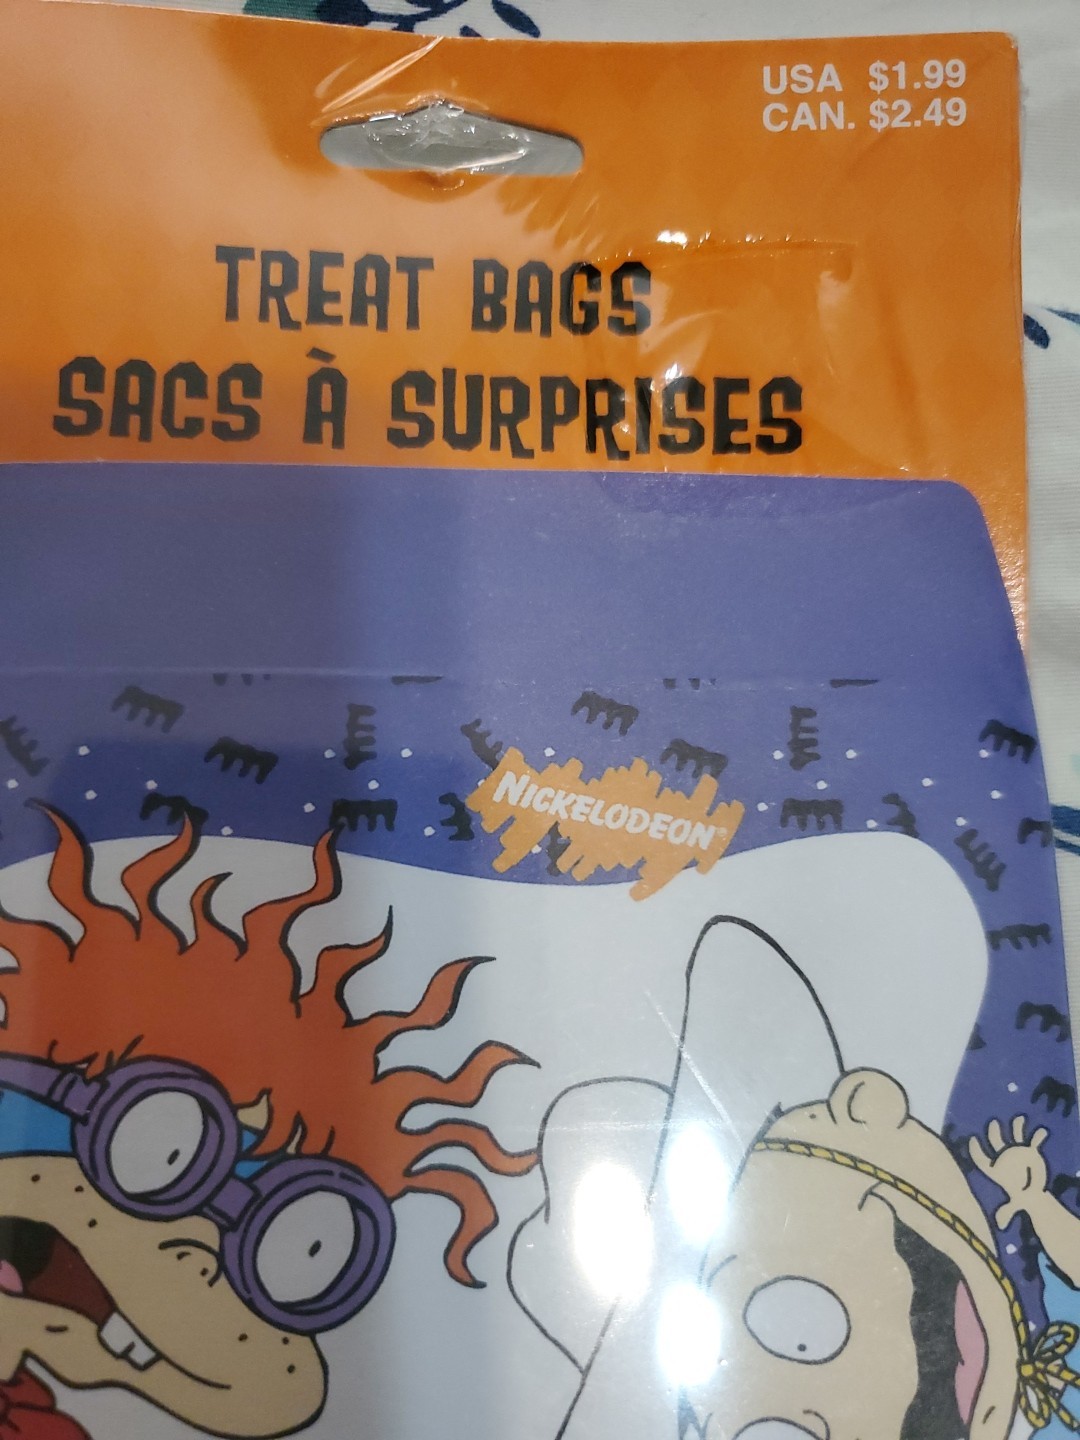 USA $1.99
CAN. $2.49
TREAT BAGS
SACS À SURPRISES
NICKELODEON